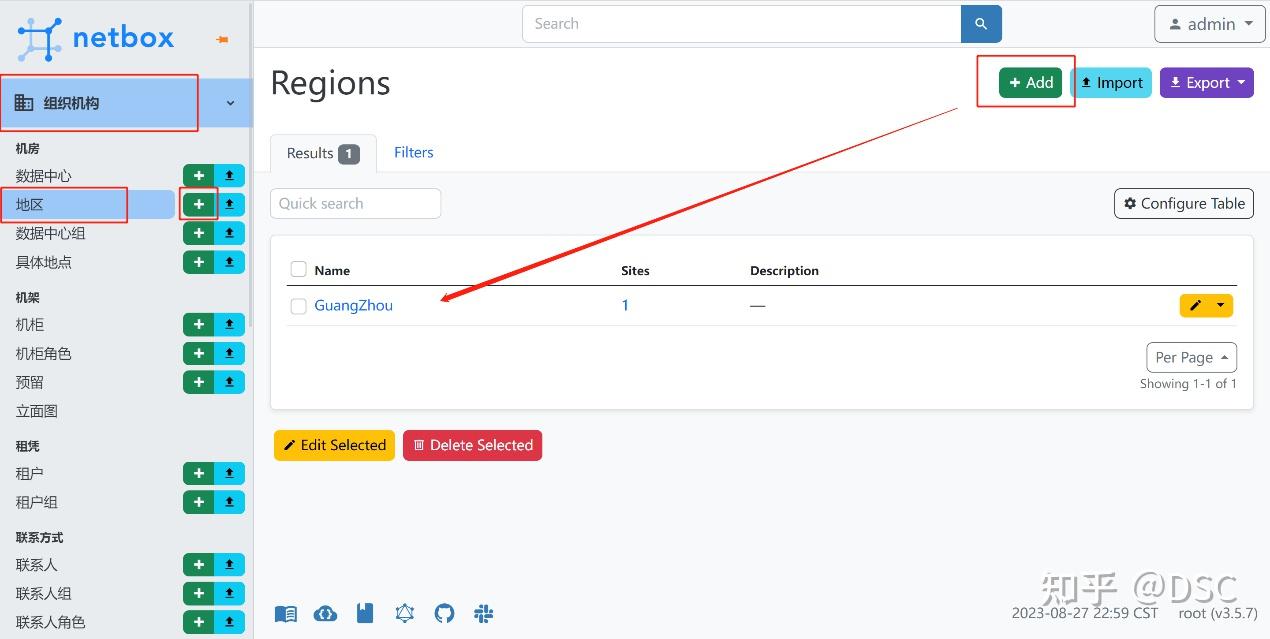 netbox
Search
admin
组织机构
Regions
Add Import Export
机房
Results 1 Filters
数据中心
地区
Quick search
Configure Table
数据中心组
具体地点
Name Sites Description
机架
GuangZhou 1 —
机柜
机柜角色
Per Page
预留
Showing 1-1 of 1
立面图
租凭
Edit Selected Delete Selected
租户
租户组
联系方式
联系人
联系人组
知乎 @DSC
2023-08-27 22:59 CST root (v3.5.7)
联系人角色